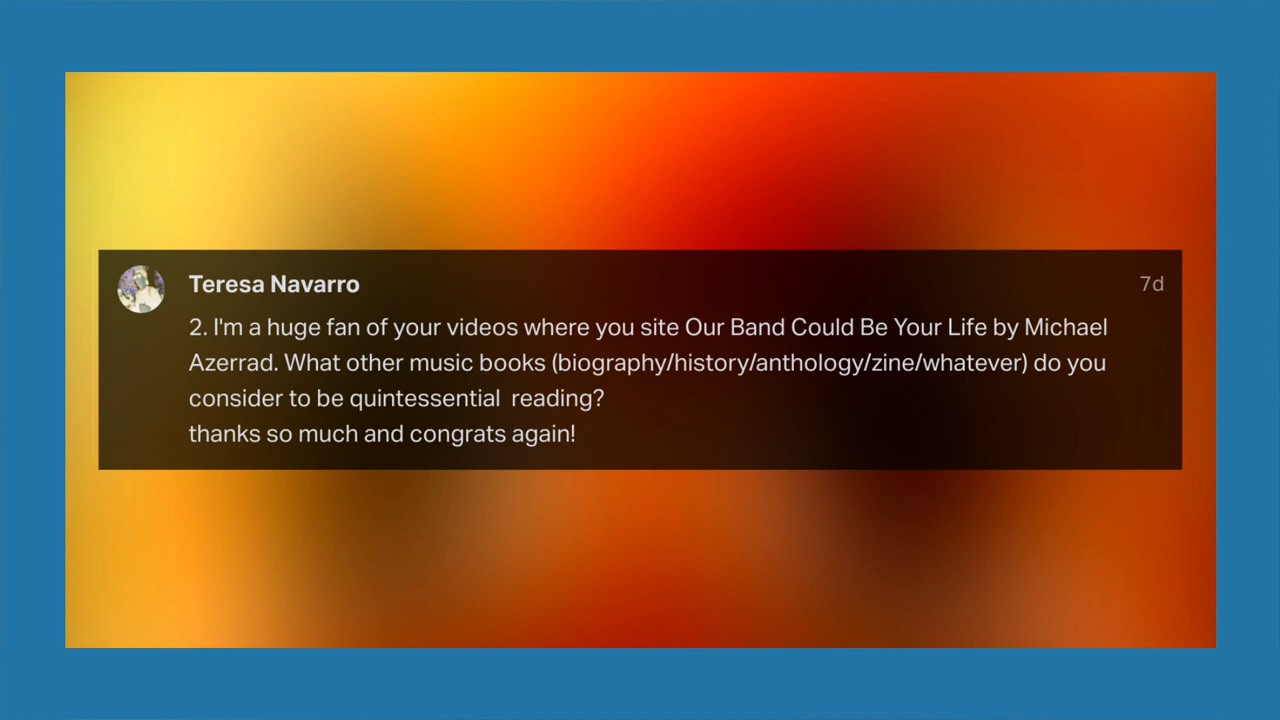 Teresa Navarro
7d
2. I'm a huge fan of your videos where you site Our Band Could Be Your Life by Michael
Azerrad. What other music books (biography/history/anthology/zine/whatever) do you
consider to be quintessential  reading?
thanks so much and congrats again!